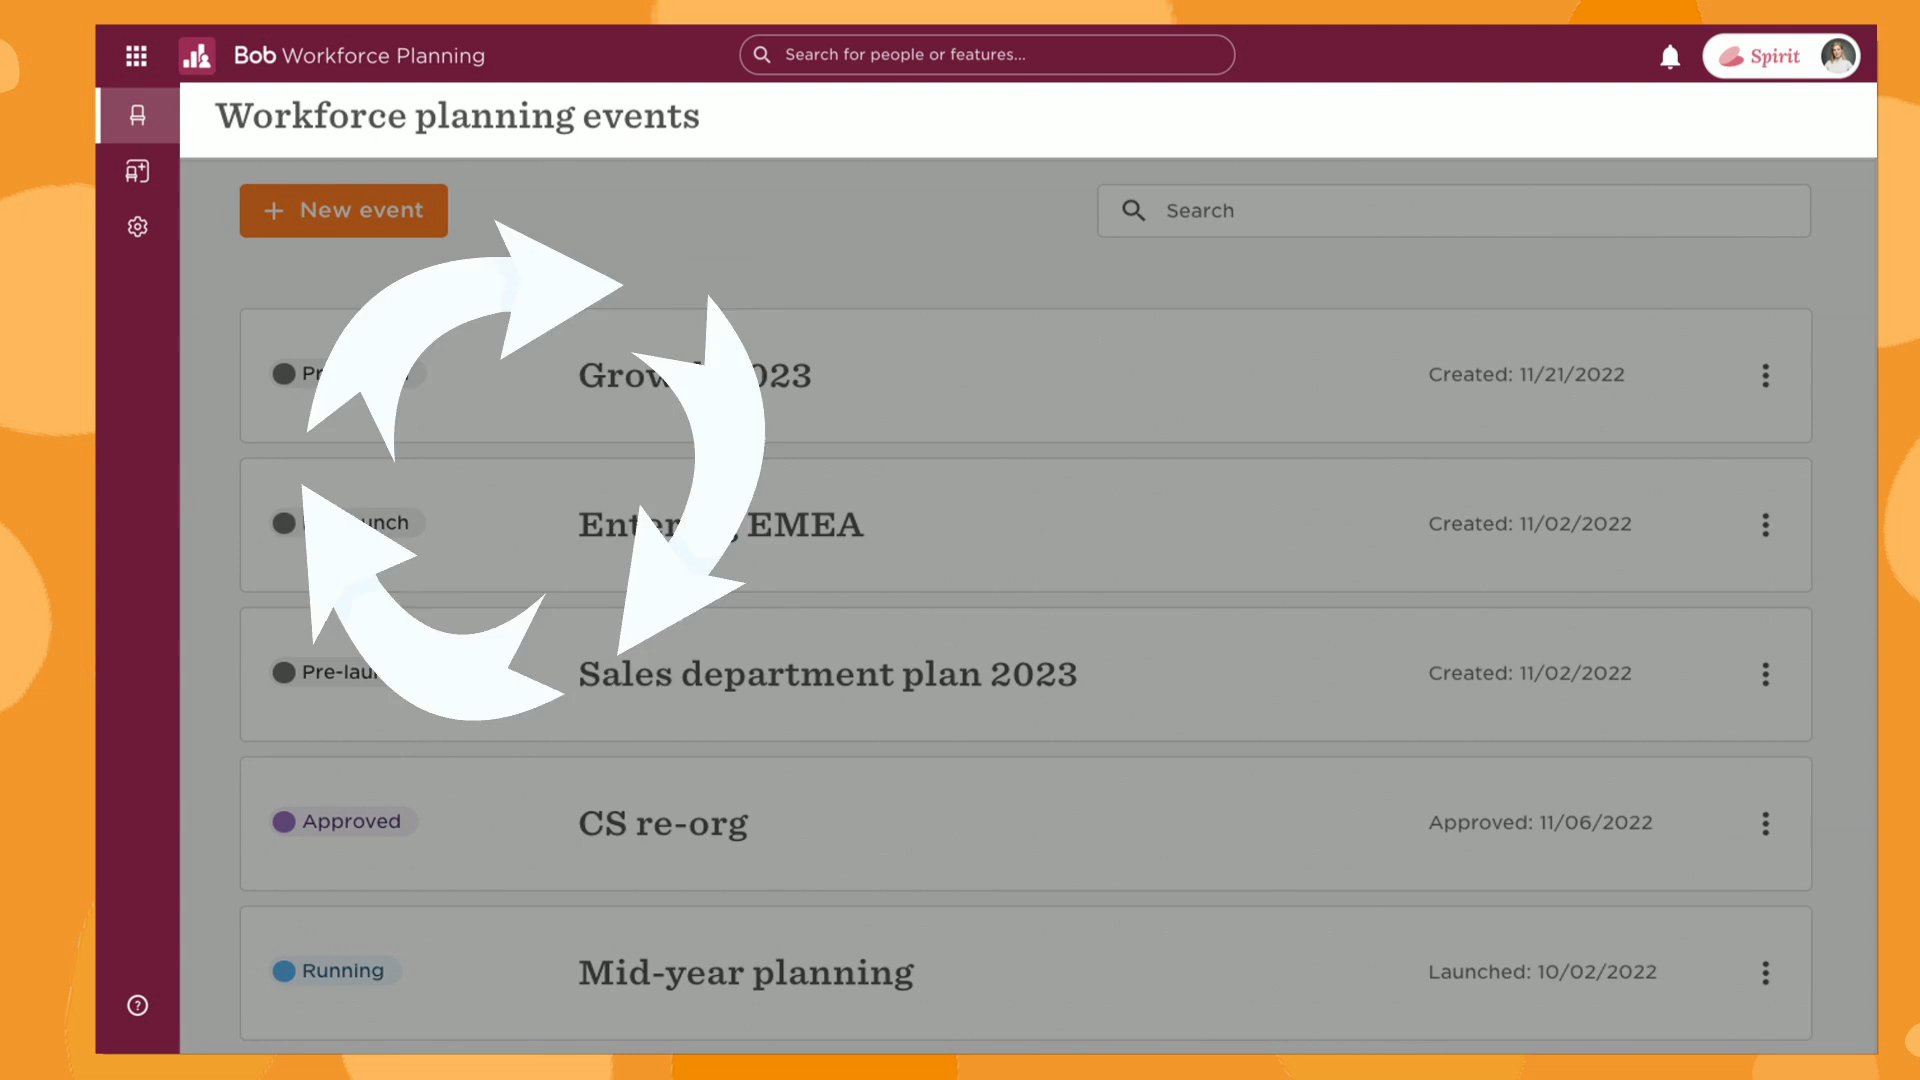 Bob Workforce Planning
Search for people or features...
Spirit
Workforce planning events
+ New event
Search
Created: 11/21/2022
EMEA
Created: 11/02/2022
Sales department plan 2023
Created: 11/02/2022
Approved
CS re-org
Approved: 11/06/2022
Running
Mid-year planning
Launched: 10/02/2022